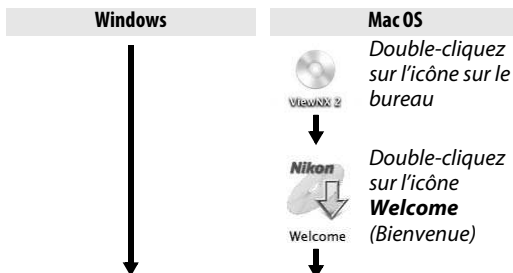 Windows
Mac OS
Double-cliquez
sur l'icône sur le
bureau
ViewNX 2
Double-cliquez
sur l'icône
Welcome
(Bienvenue)
Nikon
Welcome